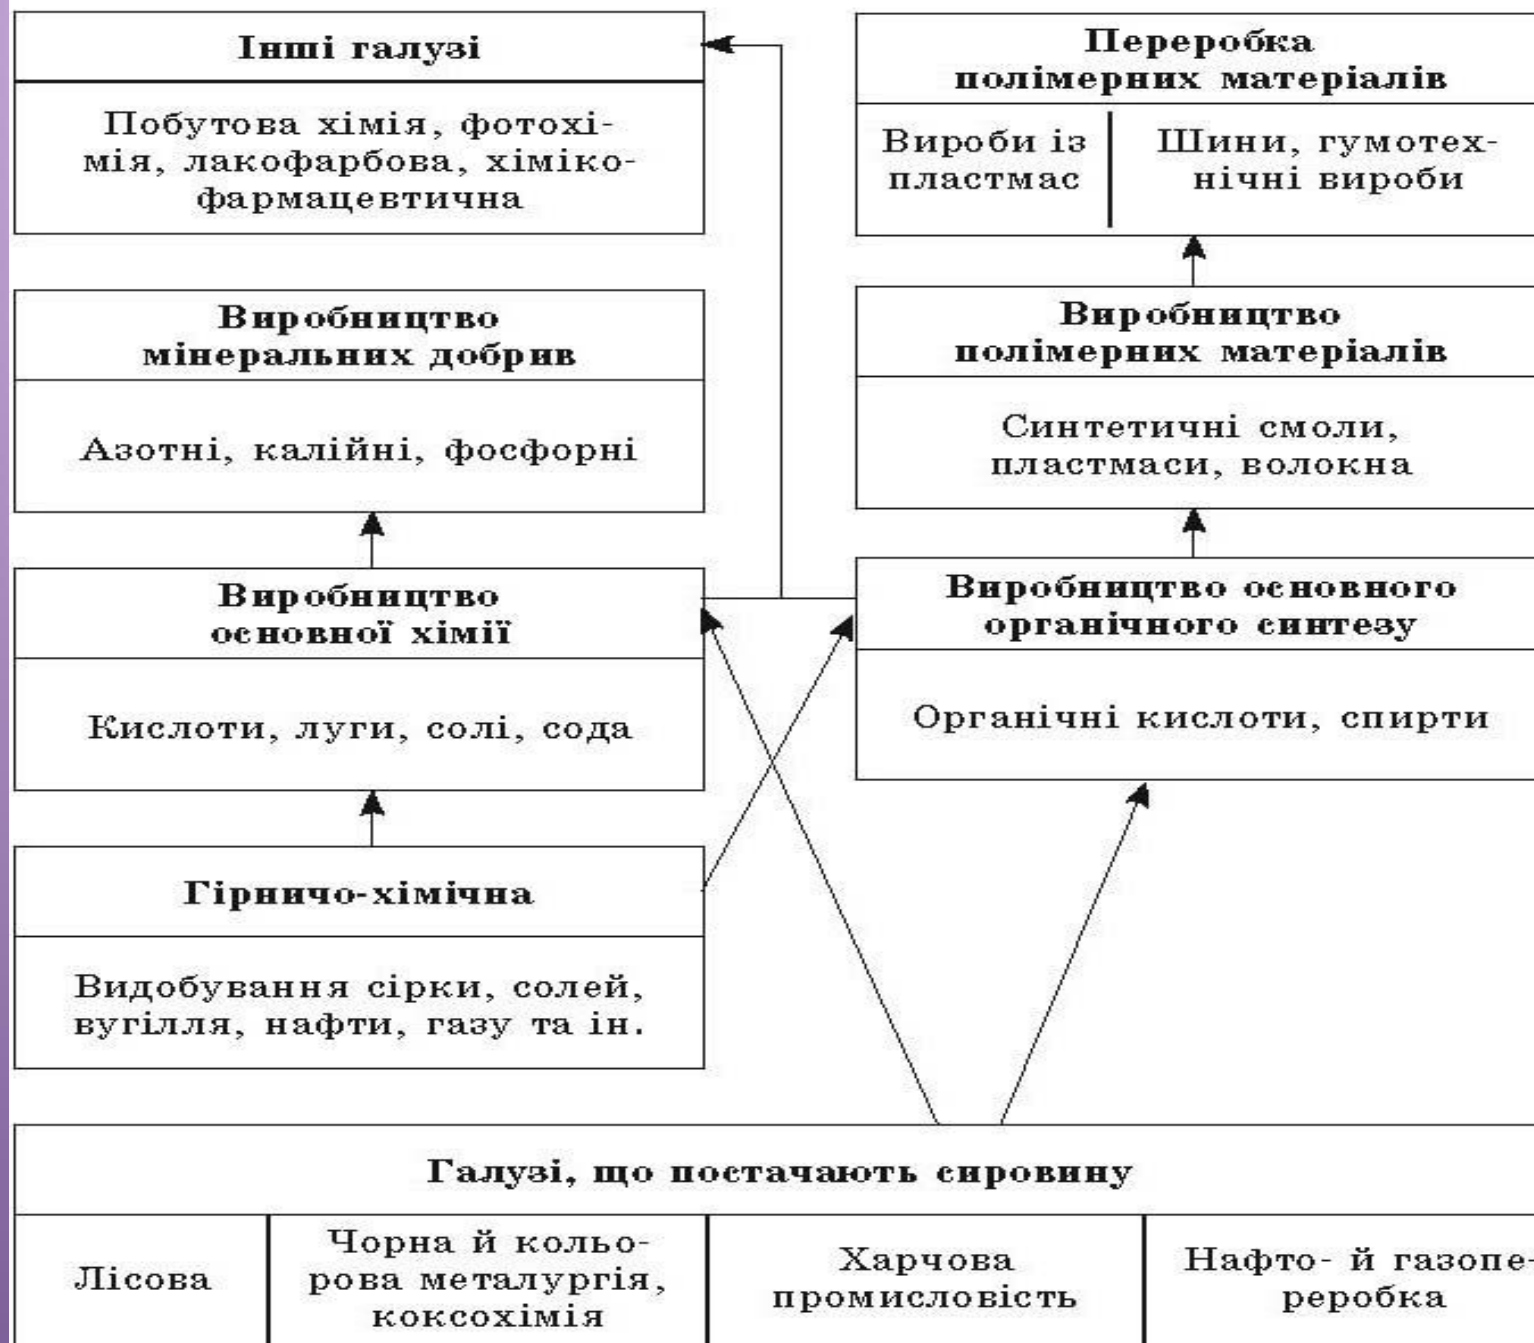 Інші галузі
Побутова хімія, фотохі-
мія, лакофарбова, хіміко-
фармацевтична
Переробка
полімерних матеріалів
Вироби із
пластмас
Шини, гумотех-
нічні вироби
Виробництво
мінеральних добрив
Азотні, калійні, фосфорні
Виробництво
полімерних матеріалів
Синтетичні смоли,
пластмаси, волокна
Виробництво
основної хімії
Кислоти, луги, солі, сода
Виробництво основного
органічного синтезу
Органічні кислоти, спирти
Гірничо-хімічна
Видобування сірки, солей,
вугілля, нафти, газу та ін.
Галузі, що постачають сировину
Лісова
Чорна й кольо-
рова металургія,
коксохімія
Харчова
промисловість
Нафто- й газопе-
реробка